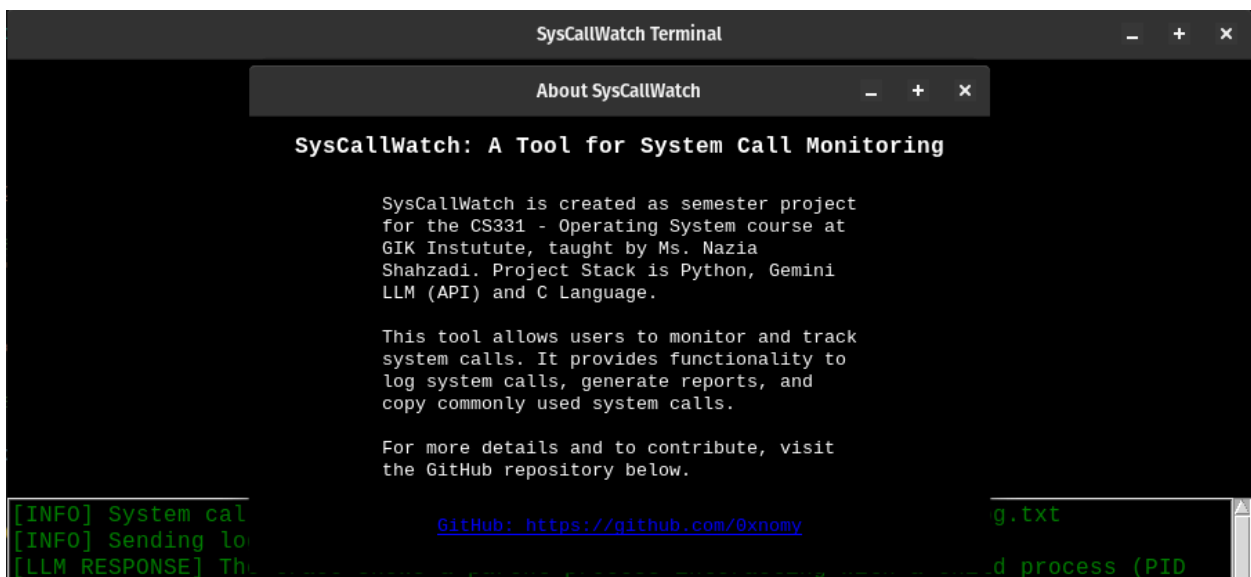 SysCallWatch Terminal
About SysCallWatch
SysCallWatch: A Tool for System Call Monitoring
SysCallWatch is created as semester project
for the CS331 - Operating System course at
GIK Instutute, taught by Ms. Nazia
Shahzadi. Project Stack is Python, Gemini
LLM (API) and C Language.
This tool allows users to monitor and track
system calls. It provides functionality to
log system calls, generate reports, and
copy commonly used system calls.
For more details and to contribute, visit
the GitHub repository below.
[INFO] System cal g.txt
GitHub: https://github.com/0xnomy
[INFO] Sending lo
[LLM RESPONSE] Th d process (PID